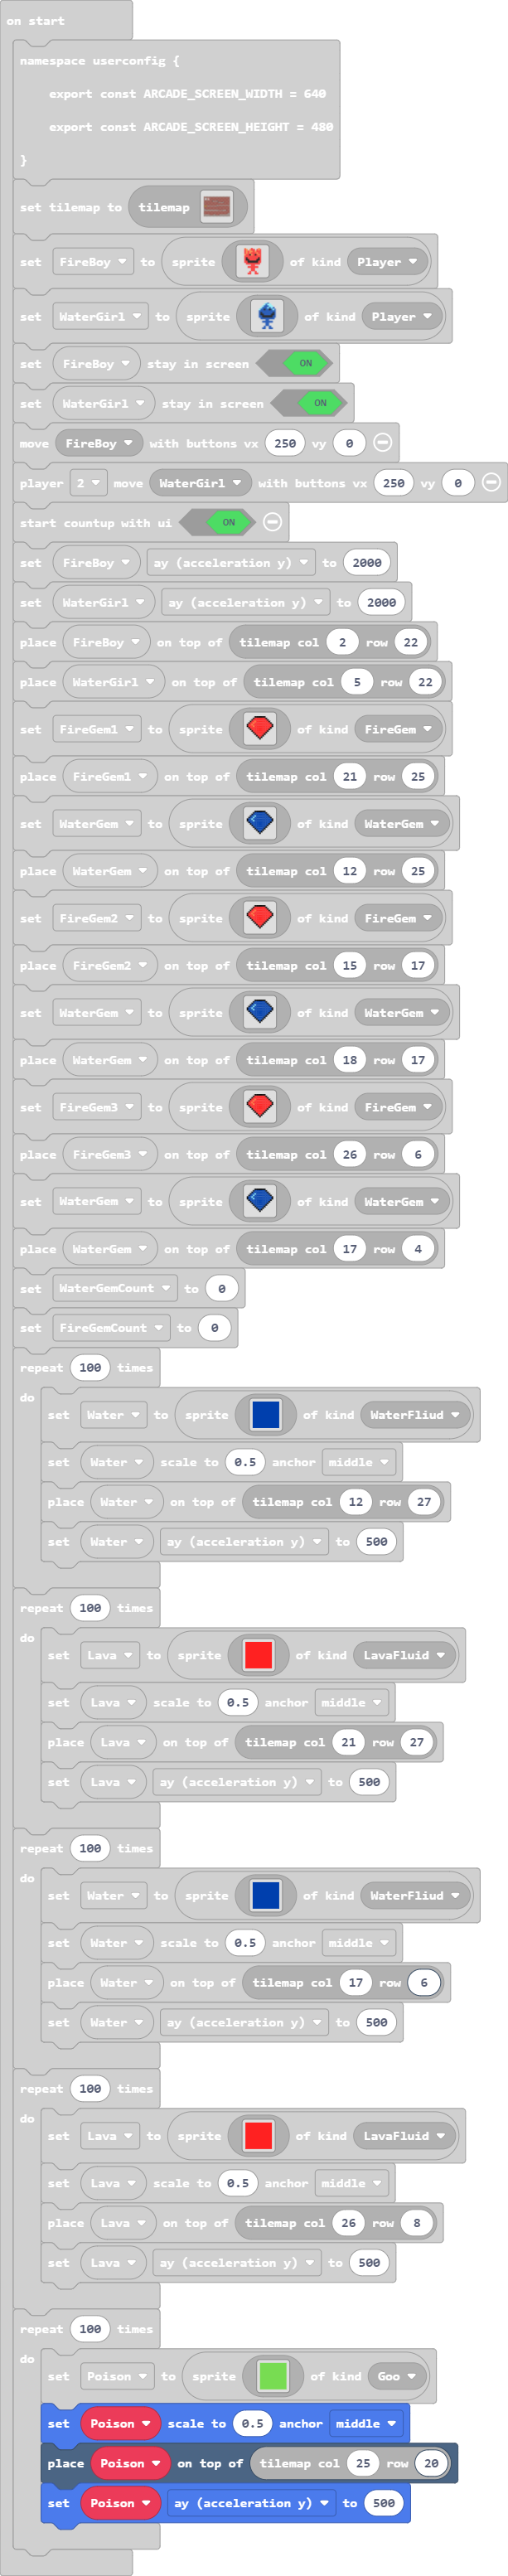 on start
namespace userconfig {
export const ARCADE_SCREEN_WIDTH = 640
export const ARCADE_SCREEN_HEIGHT = 480
}
set tilemap to tilemap
set FireBoy to sprite of kind Player
set WaterGirl to sprite of kind Player
set FireBoy stay in screen ON
set WaterGirl stay in screen ON
move FireBoy with buttons vx 250 vy 0
player 2 move WaterGirl with buttons vx 250 vy 0
start countup with ui ON
set FireBoy ay (acceleration y) to 2000
set WaterGirl ay (acceleration y) to 2000
place FireBoy on top of tilemap col 2 row 22
place WaterGirl on top of tilemap col 5 row 22
set FireGem1 to sprite of kind FireGem
place FireGem1 on top of tilemap col 21 row 25
set WaterGem to sprite of kind WaterGem
place WaterGem on top of tilemap col 12 row 25
set FireGem2 to sprite of kind FireGem
place FireGem2 on top of tilemap col 15 row 17
set WaterGem to sprite of kind WaterGem
place WaterGem on top of tilemap col 18 row 17
set FireGem3 to sprite of kind FireGem
place FireGem3 on top of tilemap col 26 row 6
set WaterGem to sprite of kind WaterGem
place WaterGem on top of tilemap col 17 row 4
set WaterGemCount to 0
set FireGemCount to 0
repeat 100 times
do
set Water to sprite of kind WaterFliud
set Water scale to 0.5 anchor middle
place Water on top of tilemap col 12 row 27
set Water ay (acceleration y) to 500
repeat 100 times
do
set Lava to sprite of kind LavaFluid
set Lava scale to 0.5 anchor middle
place Lava on top of tilemap col 21 row 27
set Lava ay (acceleration y) to 500
repeat 100 times
do
set Water to sprite of kind WaterFliud
set Water scale to 0.5 anchor middle
place Water on top of tilemap col 17 row 6
set Water ay (acceleration y) to 500
repeat 100 times
do
set Lava to sprite of kind LavaFluid
set Lava scale to 0.5 anchor middle
place Lava on top of tilemap col 26 row 8
set Lava ay (acceleration y) to 500
repeat 100 times
do
set Poison to sprite of kind Goo
set Poison scale to 0.5 anchor middle
place Poison on top of tilemap col 25 row 20
set Poison ay (acceleration y) to 500